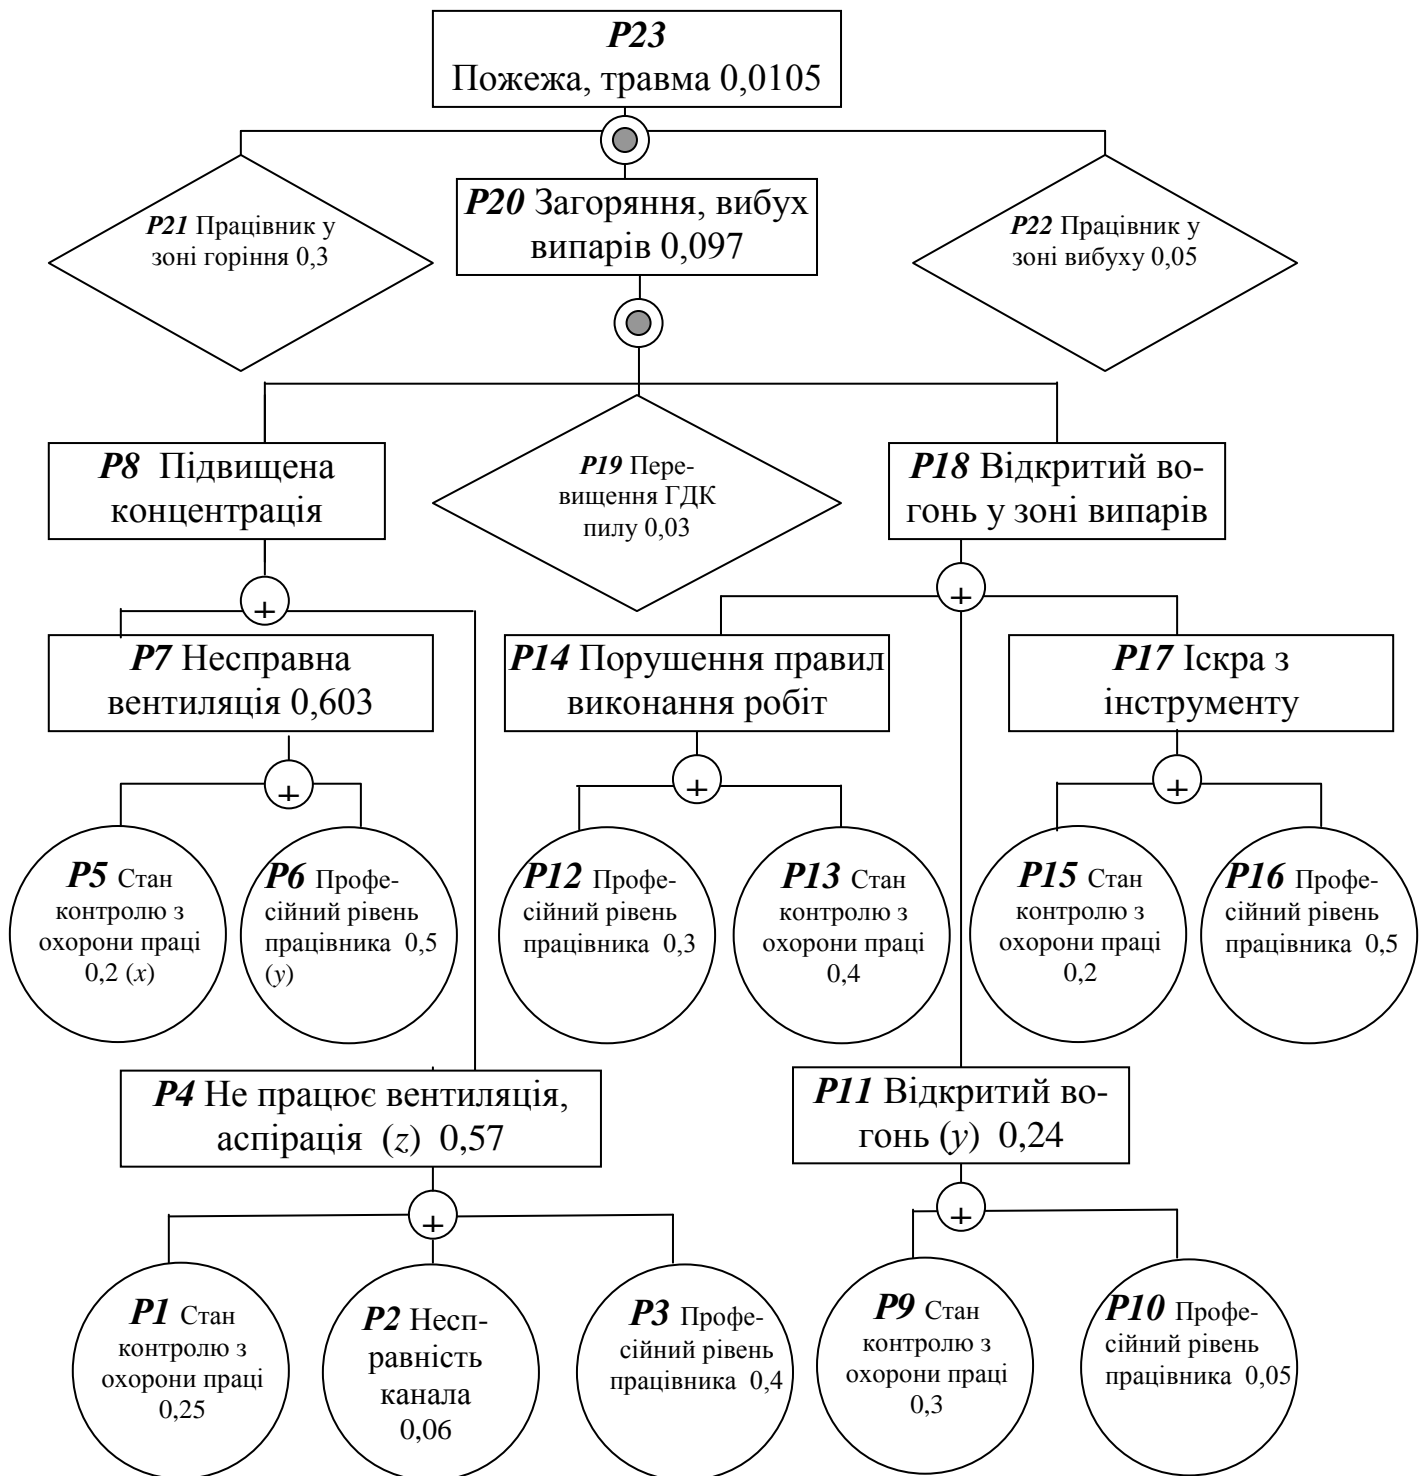 P23
Пожежа, травма 0,0105
P21 Працівник у
зоні горіння 0,3
P20 Загоряння, вибух
випарів 0,097
P22 Працівник у
зоні вибуху 0,05
P8 Підвищена
концентрація
P19 Пере-
вищення ГДК
пилу 0,03
P18 Відкритий во-
гонь у зоні випарів
+
+
P7 Несправна
вентиляція 0,603
P14 Порушення правил
виконання робіт
P17 Іскра з
інструменту
+
+
+
P5 Стан
контролю з
охорони праці
0,2 (x)
P6 Профе-
сійний рівень
працівника 0,5
(y)
P12 Профе-
сійний рівень
працівника 0,3
P13 Стан
контролю з
охорони праці
0,4
P15 Стан
контролю з
охорони праці
0,2
P16 Профе-
сійний рівень
працівника 0,5
P4 Не працює вентиляція,
аспірація (z) 0,57
P11 Відкритий во-
гонь (y) 0,24
+
+
P1 Стан
контролю з
охорони праці
0,25
P2 Несп-
равність
канала
0,06
P3 Профе-
сійний рівень
працівника 0,4
P9 Стан
контролю з
охорони праці
0,3
P10 Профе-
сійний рівень
працівника 0,05